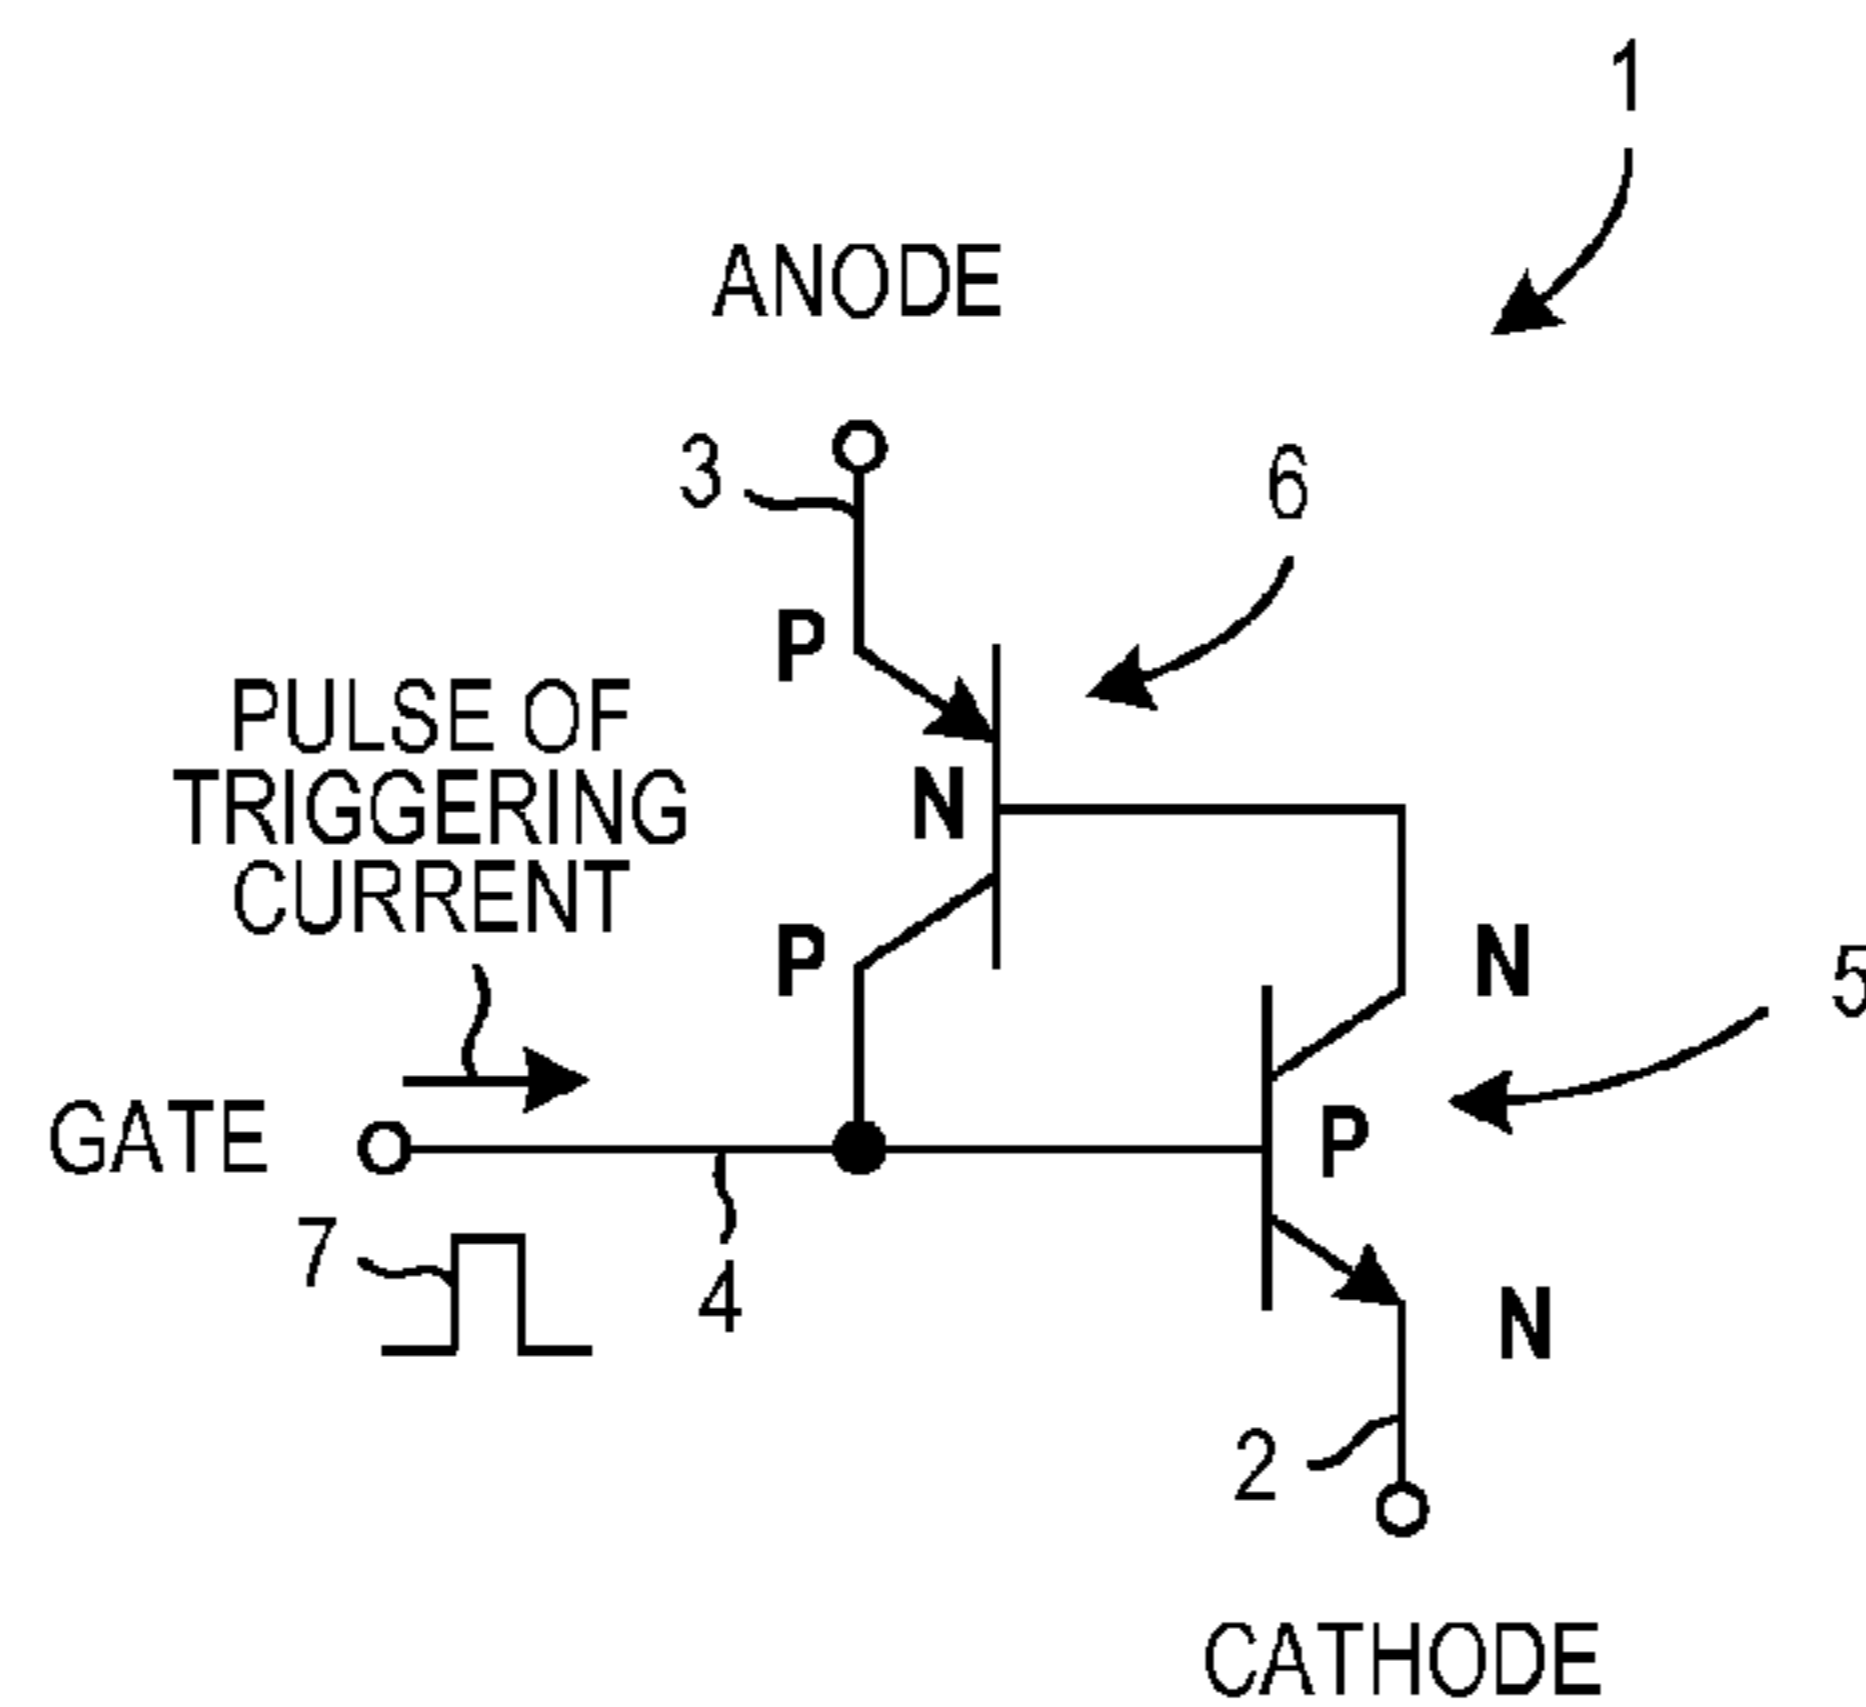 1
ANODE
3
6
P
PULSE OF
TRIGGERING
CURRENT
N
P
N
5
GATE
P
7
4
N
2
CATHODE